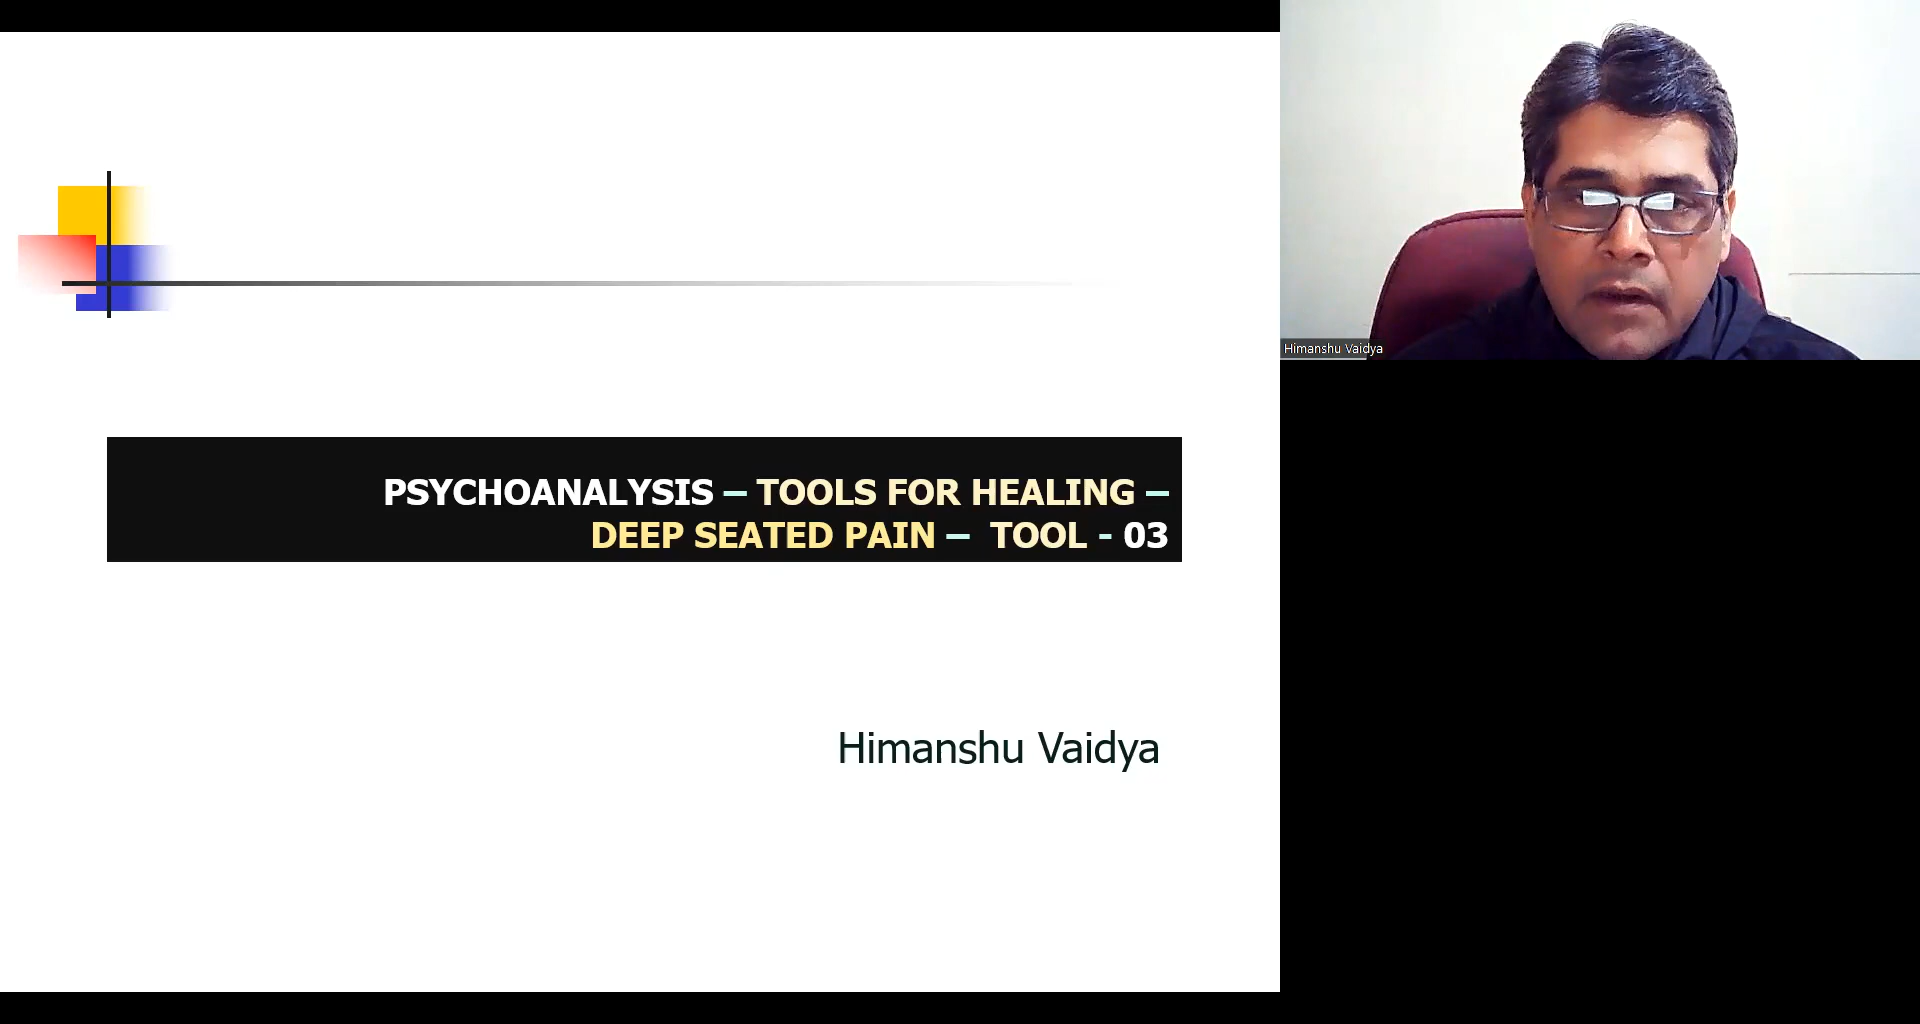 PSYCHOANALYSIS – TOOLS FOR HEALING –
DEEP SEATED PAIN – TOOL - 03
Himanshu Vaidya
Himanshu Vaidya